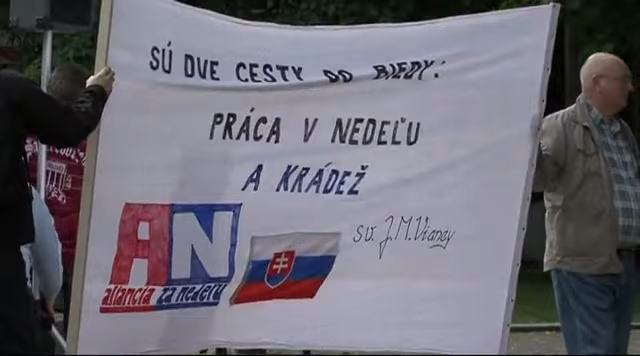 SÚ DVE CESTY DO BIEDY:
PRÁCA V NEDEĽU
A KRÁDEŽ
sv. J.M.Vianey
AN
aliancia za nedeľu